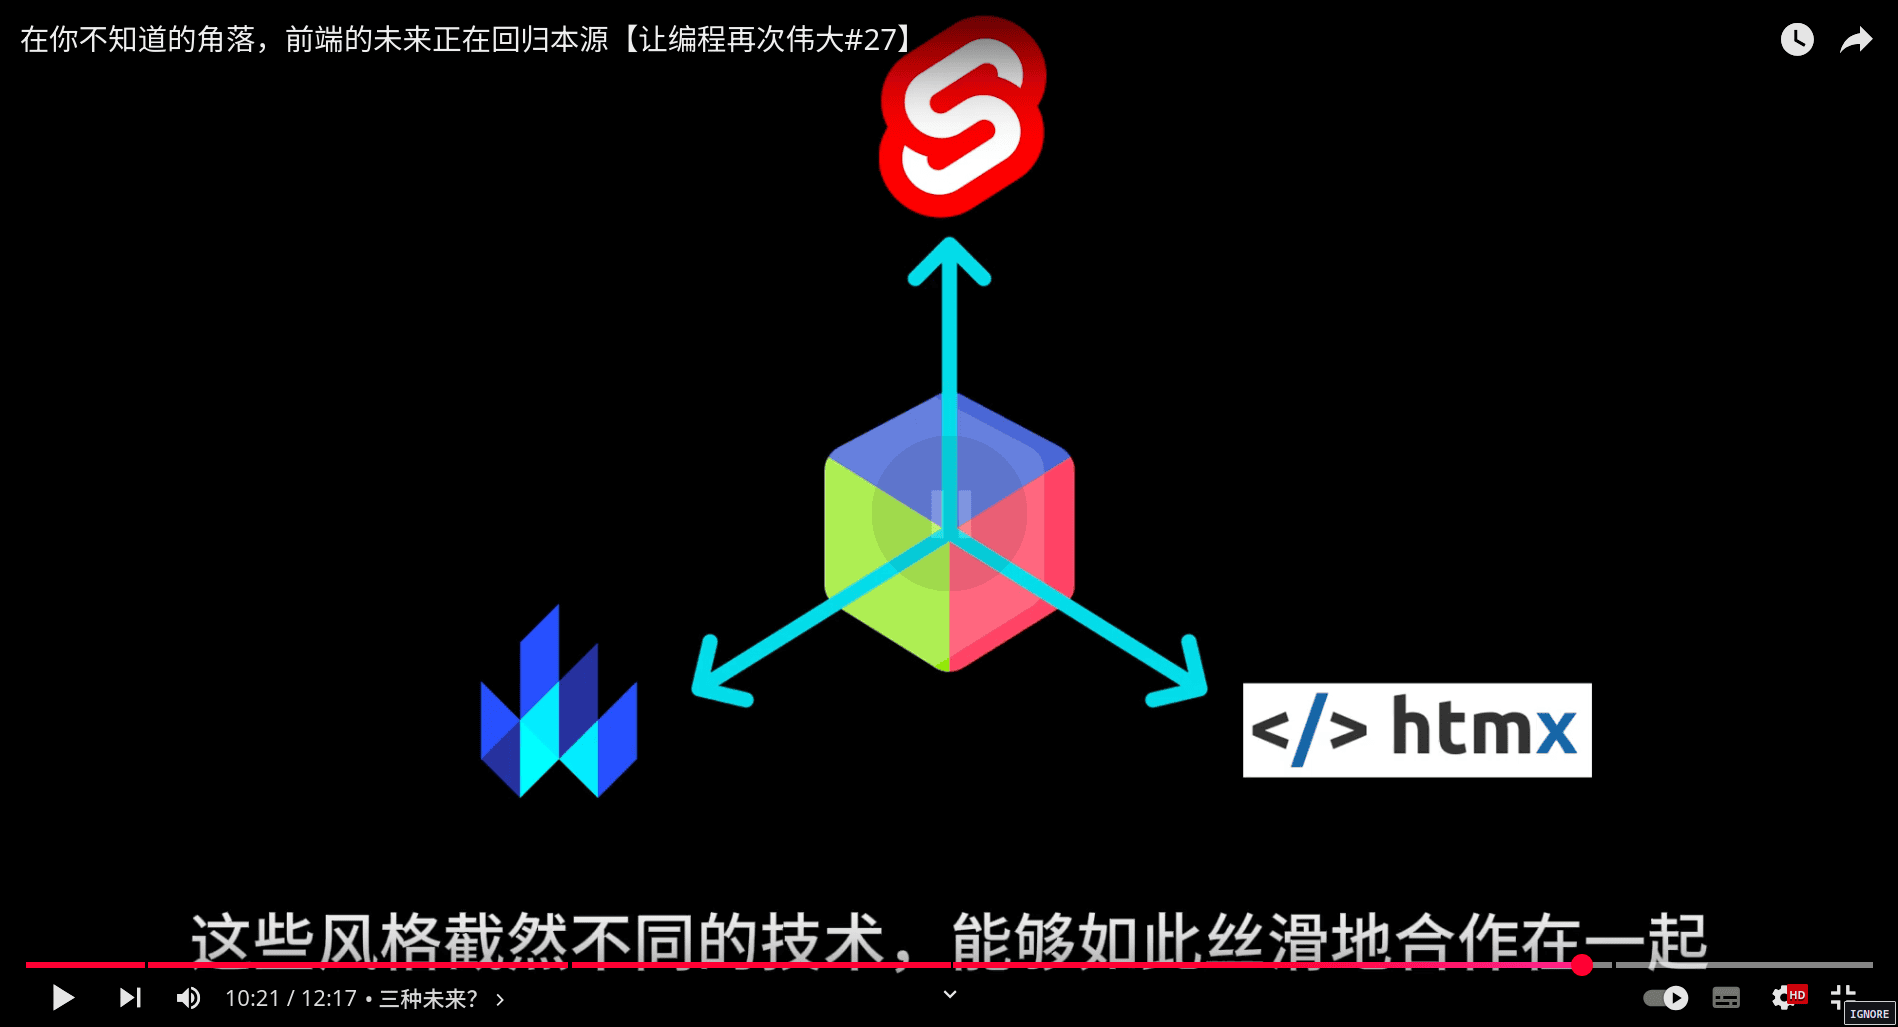 在你不知道的角落，前端的未来正在回归本源【让编程再次伟大#27】
</> htmx
这些风格截然不同的技术，能够如此丝滑地合作在一起
10:21 / 12:17 • 三种未来？
HD
IGNORE